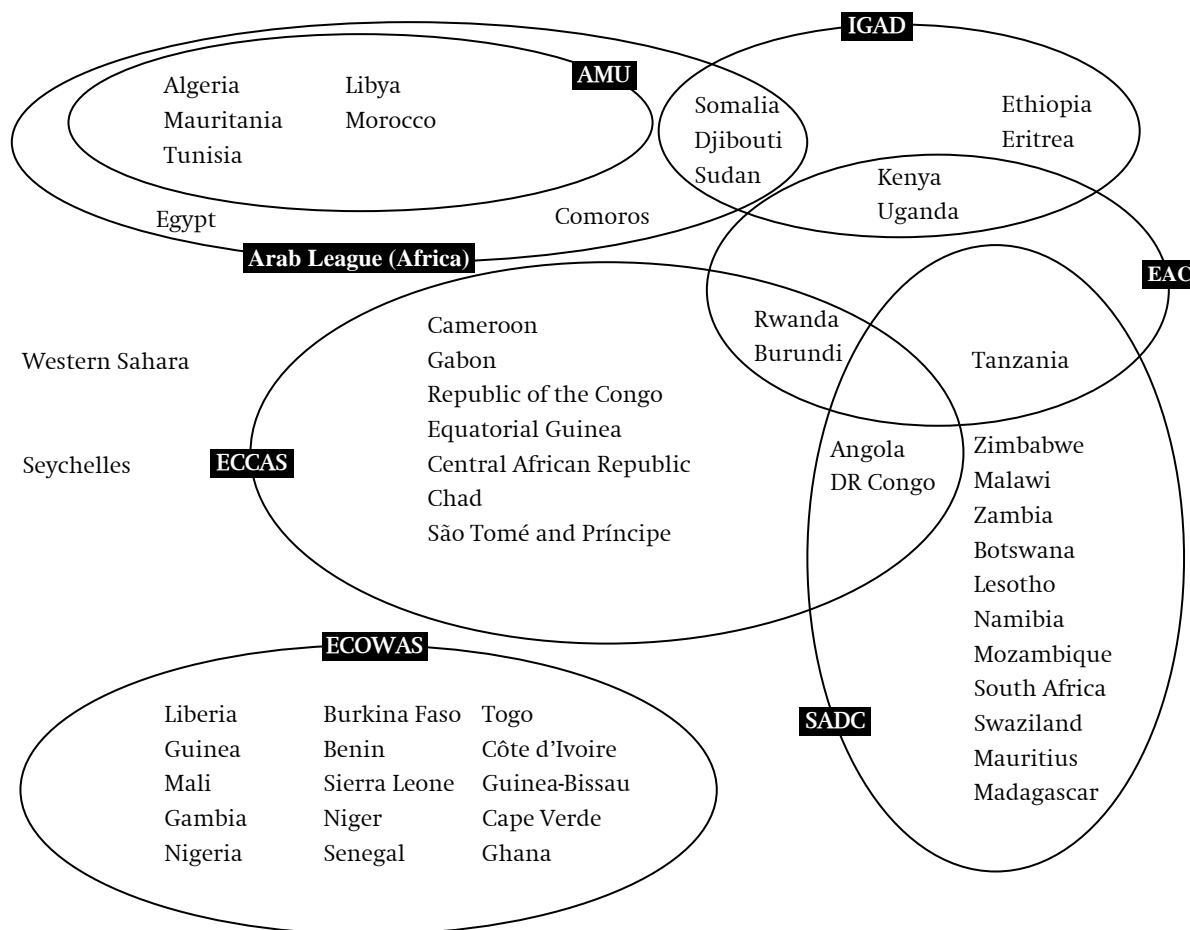 IGAD
AMU
Algeria
Mauritania
Tunisia
Libya
Morocco
Somalia
Djibouti
Sudan
Ethiopia
Eritrea
Kenya
Uganda
Egypt
Comoros
Arab League (Africa)
EAC
Western Sahara
Seychelles
ECCAS
Cameroon
Gabon
Republic of the Congo
Equatorial Guinea
Central African Republic
Chad
São Tomé and Príncipe
Rwanda
Burundi
Tanzania
Angola
DR Congo
Zimbabwe
Malawi
Zambia
Botswana
Lesotho
Namibia
Mozambique
South Africa
Swaziland
Mauritius
Madagascar
SADC
ECOWAS
Liberia
Guinea
Mali
Gambia
Nigeria
Burkina Faso
Benin
Sierra Leone
Niger
Senegal
Togo
Côte d’Ivoire
Guinea-Bissau
Cape Verde
Ghana